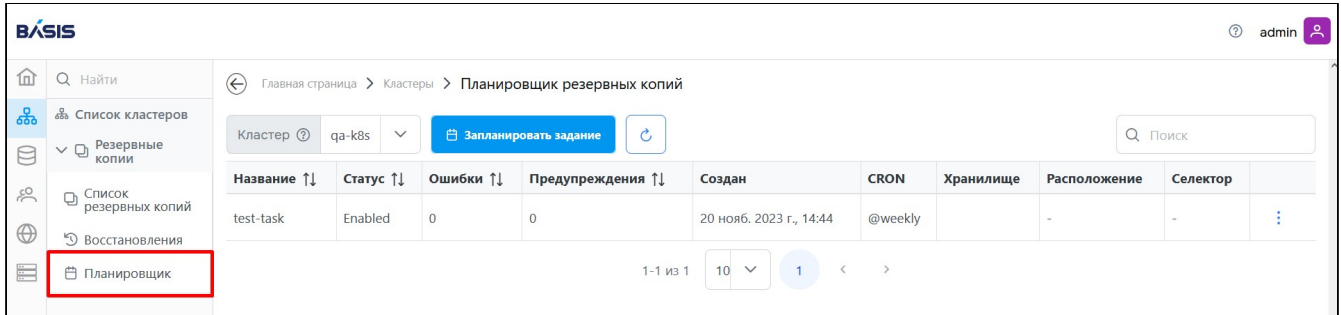 BASIS
admin
Найти
Главная страница > Кластеры > Планировщик резервных копий
Список кластеров
Кластер qa-k8s Запланировать задание Поиск
Резервные
копии
Название Статус Ошибки Предупреждения Создан CRON Хранилище Расположение Селектор
Список
резервных копий
test-task Enabled 0 0 20 нояб. 2023 г., 14:44 @weekly - -
Восстановления
Планировщик
1-1 из 1 10 1